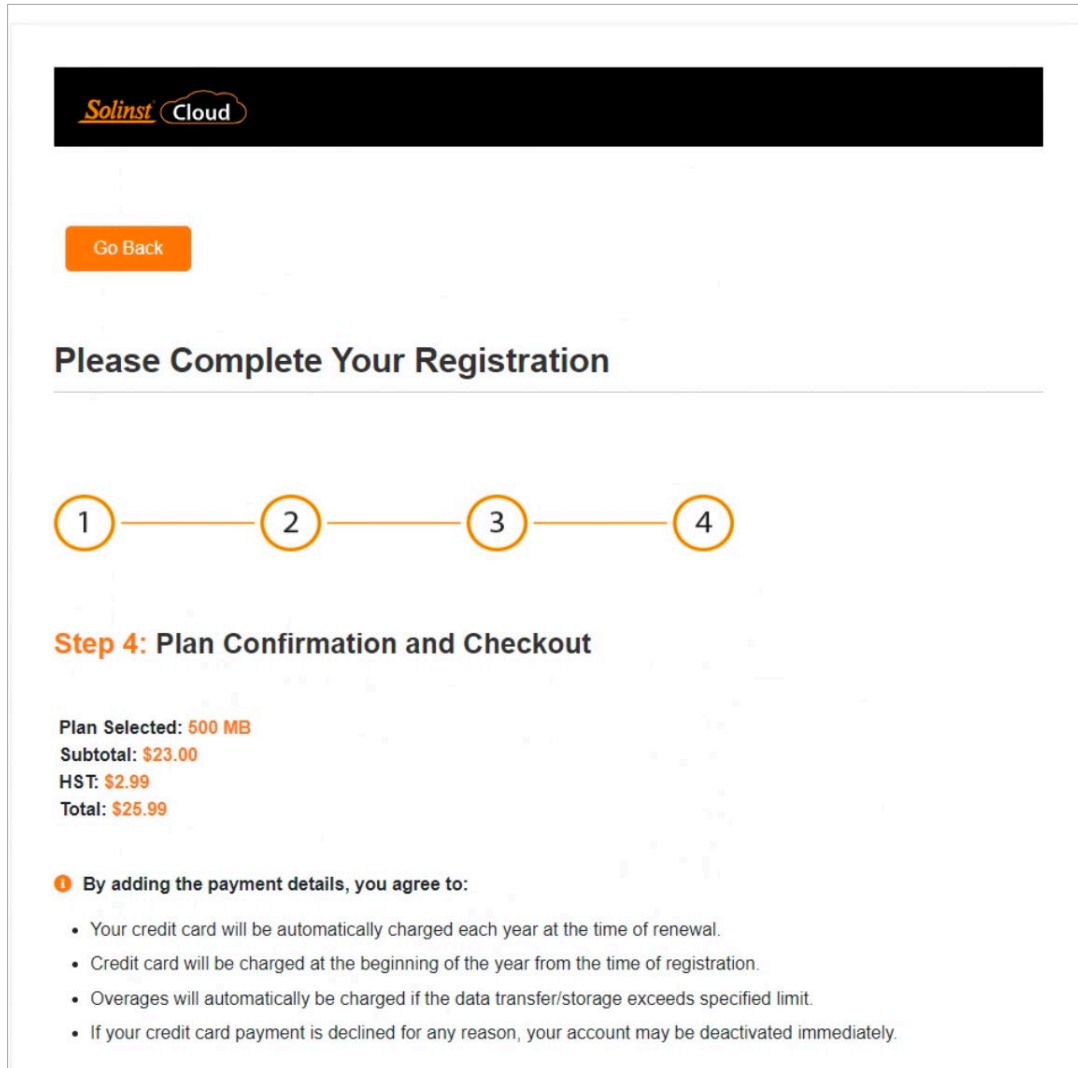 Solinst Cloud
Go Back
Please Complete Your Registration
1 2 3 4
Step 4: Plan Confirmation and Checkout
Plan Selected: 500 MB
Subtotal: $23.00
HST: $2.99
Total: $25.99
By adding the payment details, you agree to:
• Your credit card will be automatically charged each year at the time of renewal.
• Credit card will be charged at the beginning of the year from the time of registration.
• Overages will automatically be charged if the data transfer/storage exceeds specified limit.
• If your credit card payment is declined for any reason, your account may be deactivated immediately.